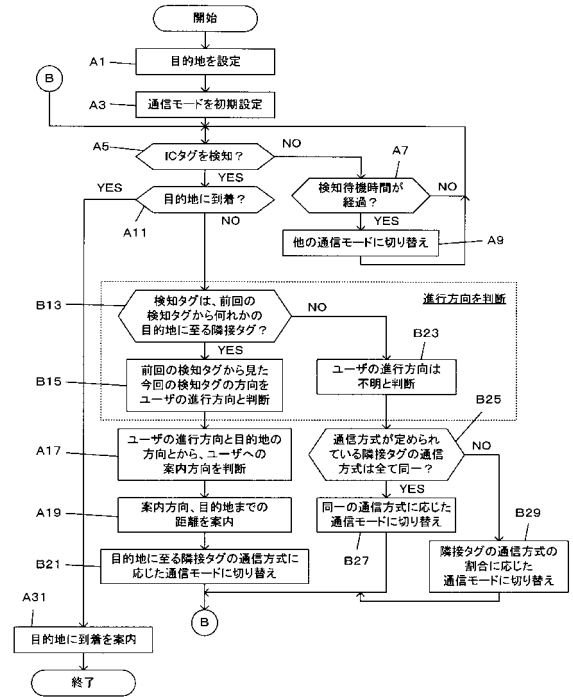 開始
A1
目的地を設定
B
A3
通信モードを初期設定
A5
ICタグを検知?
NO
A7
YES
検知待機時間が
経過?
NO
YES
目的地に到着?
A11
NO
YES
他の通信モードに切り替え
A9
進行方向を判断
B13
検知タグは、前回の
検知タグから何れかの
目的地に至る隣接タグ?
NO
YES
B23
B15
前回の検知タグから見た
今回の検知タグの方向を
ユーザの進行方向と判断
ユーザの進行方向は
不明と判断
B25
A17
ユーザの進行方向と目的地の
方向とから、ユーザへの
案内方向を判断
通信方式が定められ
ている隣接タグの通信
方式は全て同一?
NO
YES
A19
案内方向、目的地までの
距離を案内
同一の通信方式に応じた
通信モードに切り替え
B27
B29
隣接タグの通信方式の
割合に応じた
通信モードに切り替え
B21
目的地に至る隣接タグの通信方式に
応じた通信モードに切り替え
B
A31
目的地に到着を案内
終了